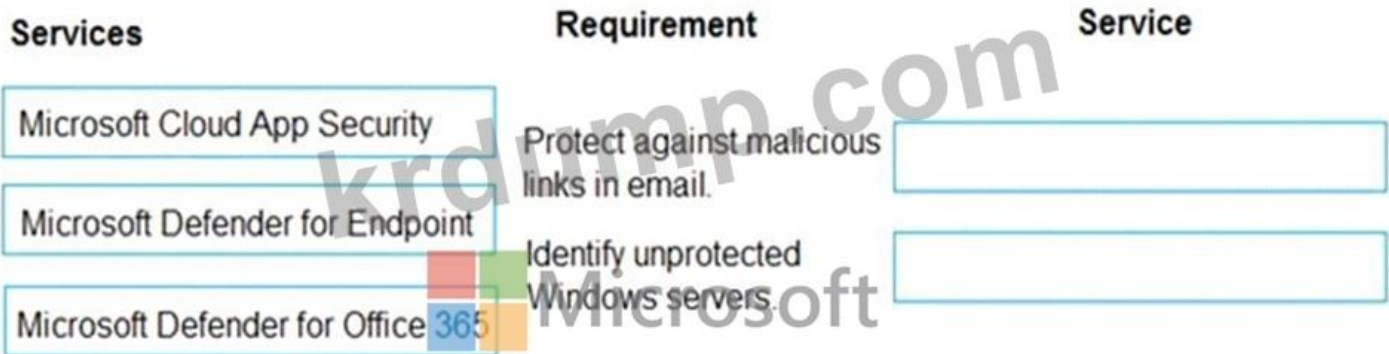 Services
Requirement
Service
Microsoft Cloud App Security
Protect against malicious
links in email.
Microsoft Defender for Endpoint
Identify unprotected
Windows servers.
Microsoft Defender for Office 365
krdump.com
Microsoft